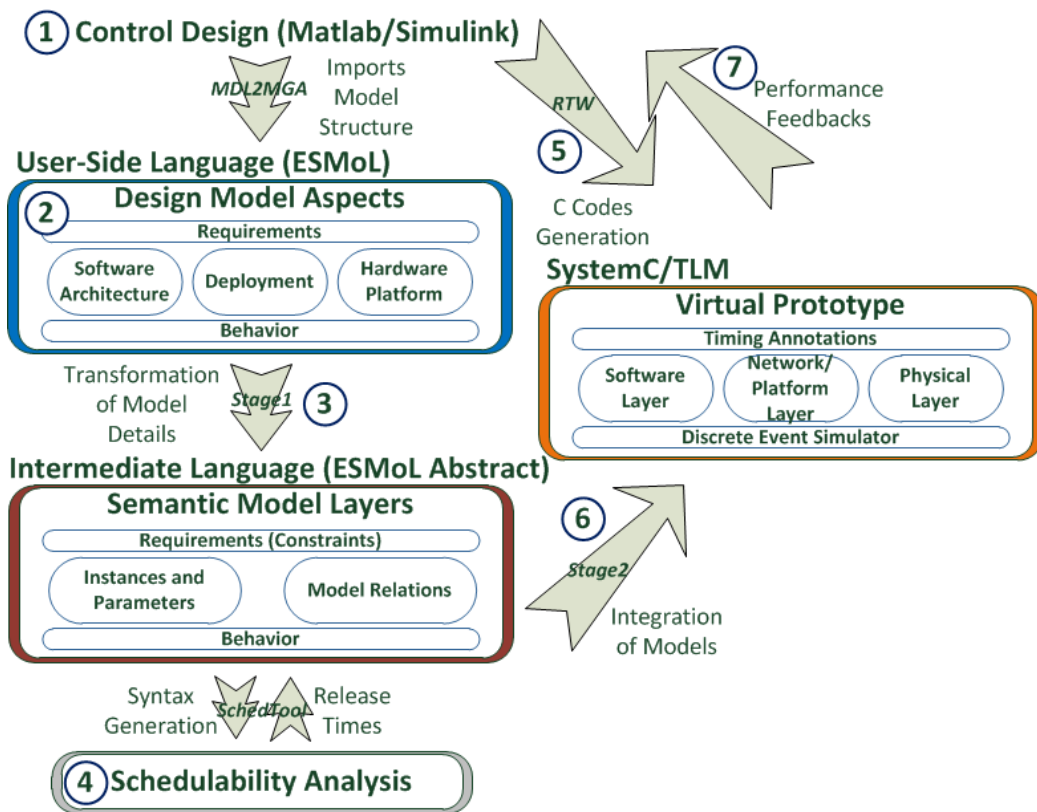 1 Control Design (Matlab/Simulink)
MDL2MGA
Imports
Model
Structure
RTW
5
C Codes
Generation
7
Performance
Feedbacks
User-Side Language (ESMoL)
2
Design Model Aspects
Requirements
Software
Architecture
Deployment
Hardware
Platform
Behavior
SystemC/TLM
Virtual Prototype
Timing Annotations
Software
Layer
Network/
Platform
Layer
Physical
Layer
Discrete Event Simulator
Transformation
of Model
Details
Stage1
3
Intermediate Language (ESMoL Abstract)
Semantic Model Layers
Requirements (Constraints)
Instances and
Parameters
Model Relations
Behavior
6
Stage2
Integration
of Models
Syntax
Generation
SchedTool
Release
Times
4 Schedulability Analysis